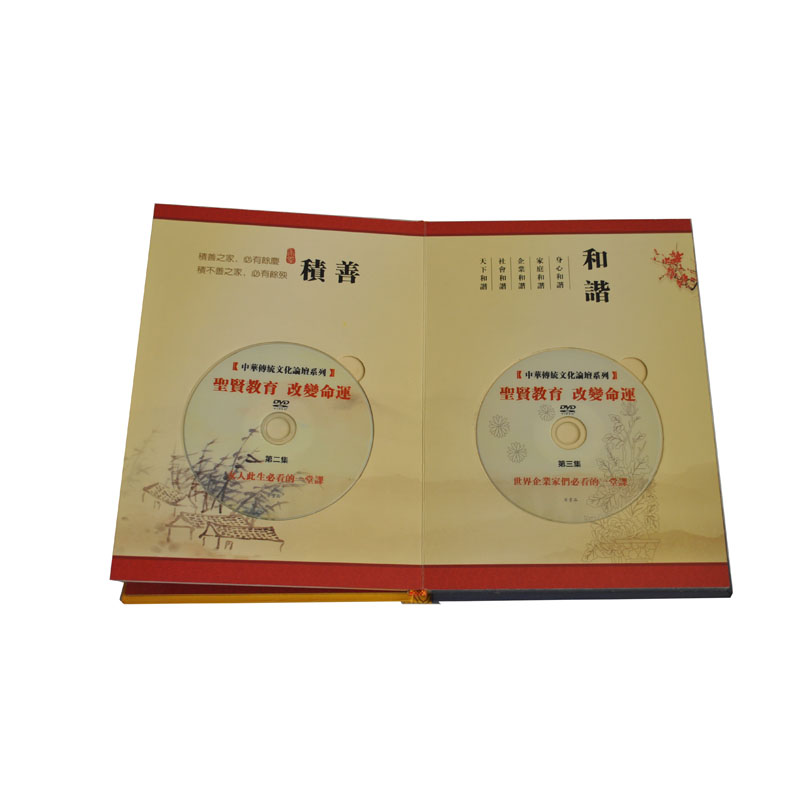 積善之家，必有餘慶
積不善之家，必有餘殃
積善
【中華傳統文化論壇系列】
聖賢教育 改變命運
DVD
第二集
人此生必看的一堂課
和諧
身心和諧
家庭和諧
企業和諧
社會和諧
天下和諧
【中華傳統文化論壇系列】
聖賢教育 改變命運
DVD
第三集
世界企業家們必看的一堂課